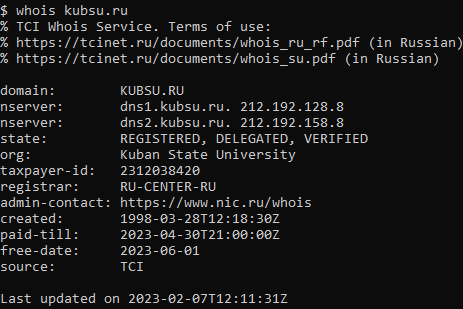 $ whois kubsu.ru
% TCI Whois Service. Terms of use:
% https://tcinet.ru/documents/whois_ru_rf.pdf (in Russian)
% https://tcinet.ru/documents/whois_su.pdf (in Russian)
domain: KUBSU.RU
nserver: dns1.kubsu.ru. 212.192.128.8
nserver: dns2.kubsu.ru. 212.192.158.8
state: REGISTERED, DELEGATED, VERIFIED
org: Kuban State University
taxpayer-id: 2312038420
registrar: RU-CENTER-RU
admin-contact: https://www.nic.ru/whois
created: 1998-03-28T12:18:30Z
paid-till: 2023-04-30T21:00:00Z
free-date: 2023-06-01
source: TCI
Last updated on 2023-02-07T12:11:31Z